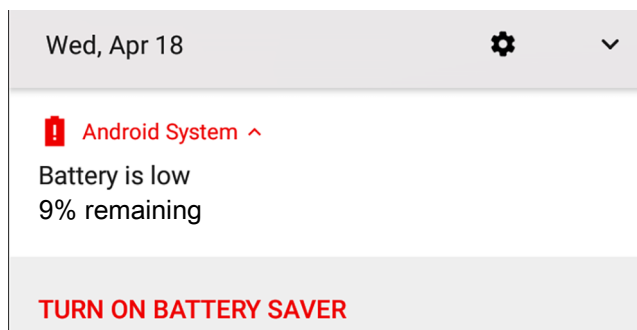 Wed, Apr 18
Android System
Battery is low
9% remaining
TURN ON BATTERY SAVER